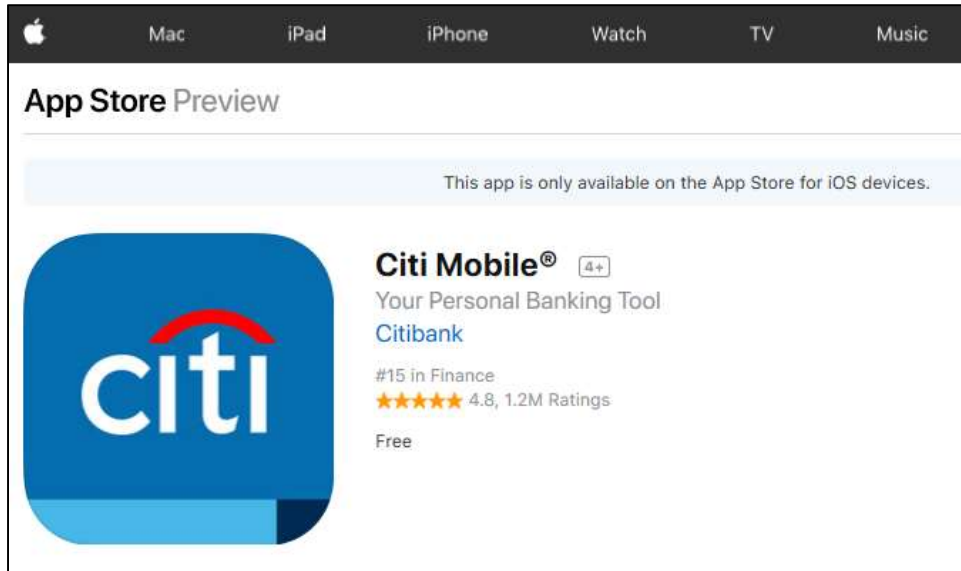 Mac iPad iPhone Watch TV Music
App Store Preview
This app is only available on the App Store for iOS devices.
citi
Citi Mobile® 4+
Your Personal Banking Tool
Citibank
#15 in Finance
★★★★★ 4.8, 1.2M Ratings
Free